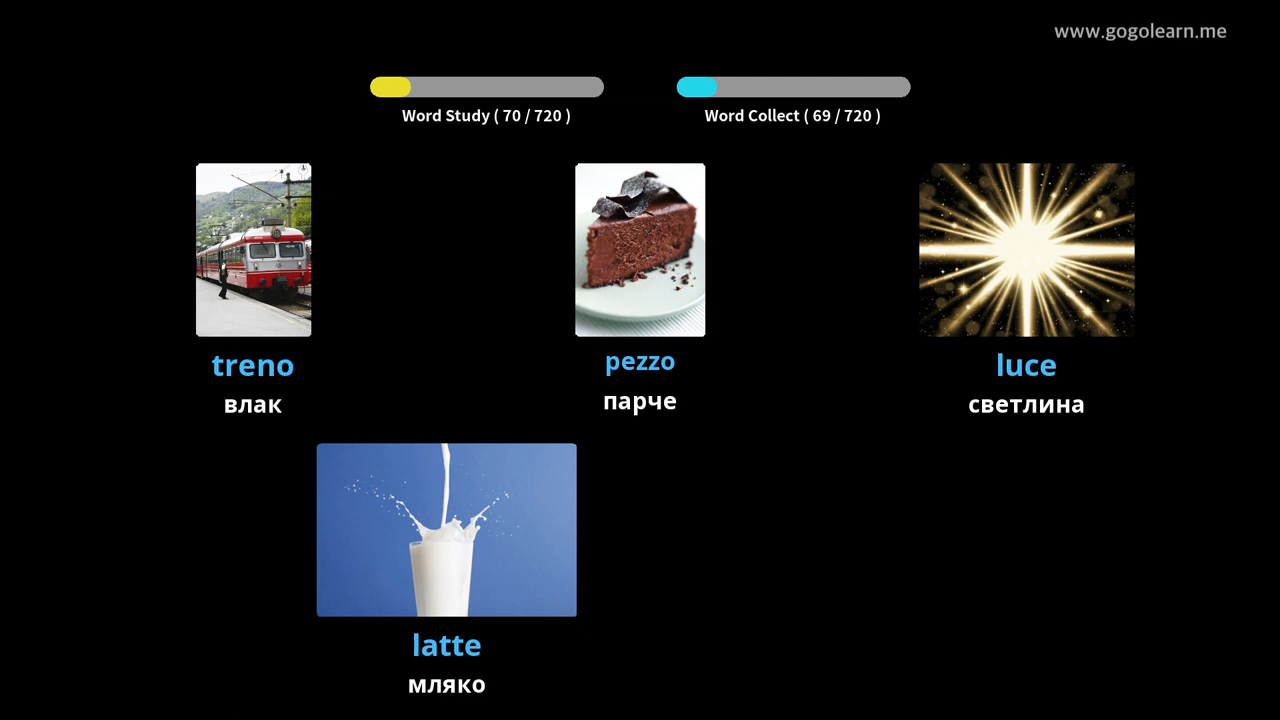 www.gogolearn.me
Word Study ( 70 / 720 )
Word Collect ( 69 / 720 )
treno
влак
pezzo
парче
luce
светлина
latte
мляко